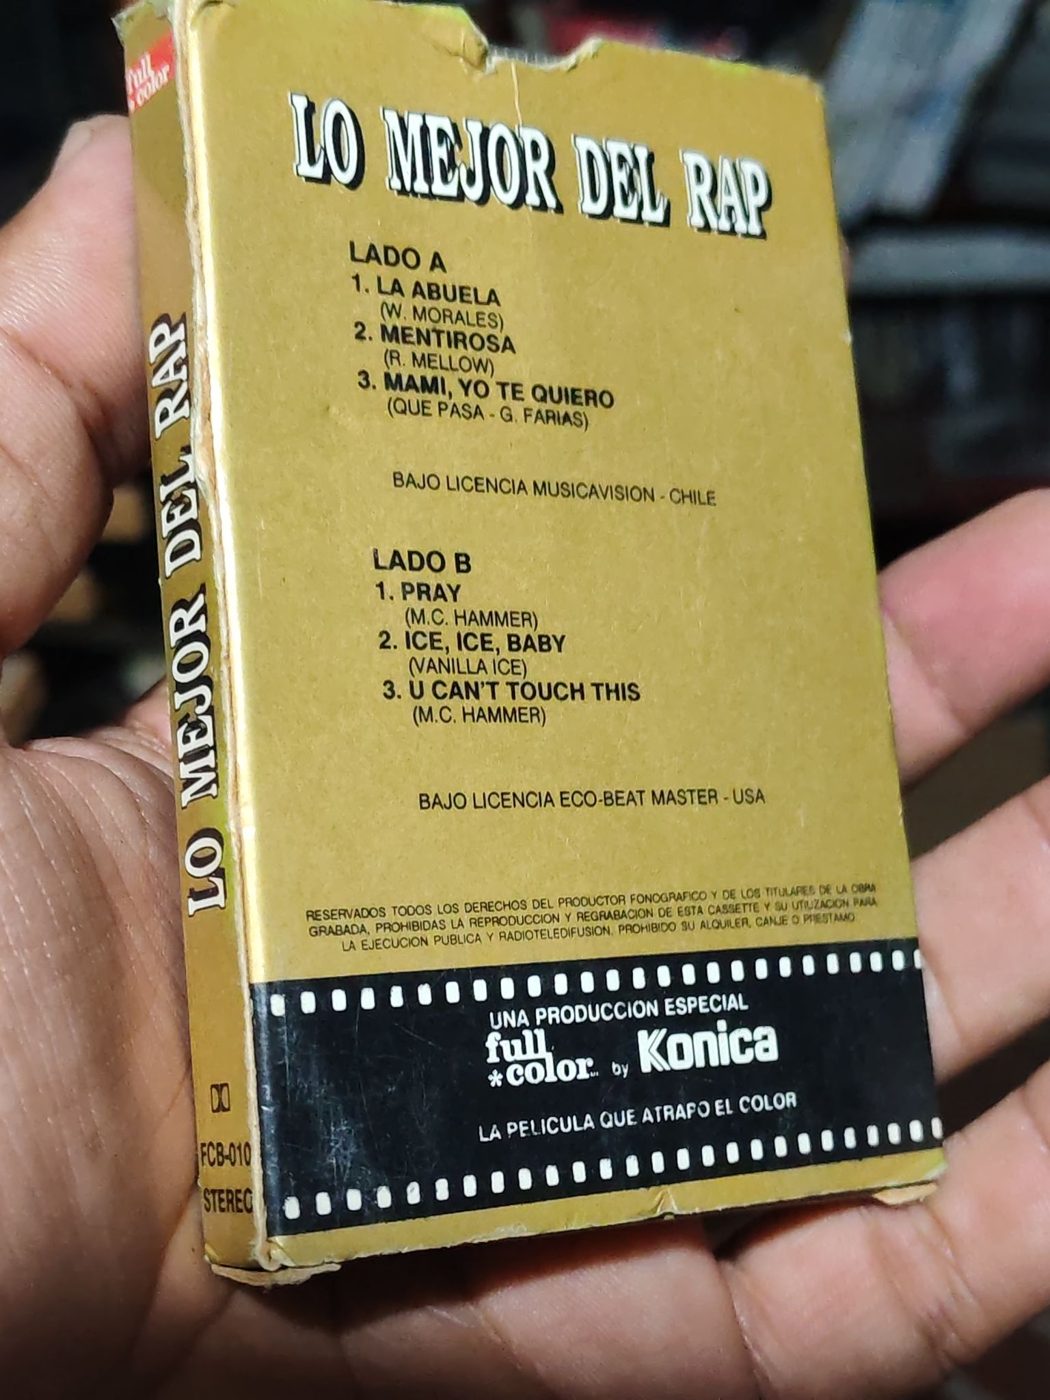 full
color
LO MEJOR DEL RAP
FCB-010
STEREO
LO MEJOR DEL RAP
LADO A
1. LA ABUELA
(W. MORALES)
2. MENTIROSA
(R. MELLOW)
3. MAMI, YO TE QUIERO
(QUE PASA - G. FARIAS)
BAJO LICENCIA MUSICAVISION - CHILE
LADO B
1. PRAY
(M.C. HAMMER)
2. ICE, ICE, BABY
(VANILLA ICE)
3. U CAN'T TOUCH THIS
(M.C. HAMMER)
BAJO LICENCIA ECO-BEAT MASTER - USA
RESERVADOS TODOS LOS DERECHOS DEL PRODUCTOR FONOGRAFICO Y DE LOS TITULARES DE LA OBRA
GRABADA, PROHIBIDAS LA REPRODUCCION Y REGRABACION DE ESTA CASSETTE Y SU UTILIZACION PARA
LA EJECUCION PUBLICA Y RADIOTELEDIFUSION. PROHIBIDO SU ALQUILER, CANJE O PRESTAMO
UNA PRODUCCION ESPECIAL
full
*color... by Konica
LA PELICULA QUE ATRAPO EL COLOR